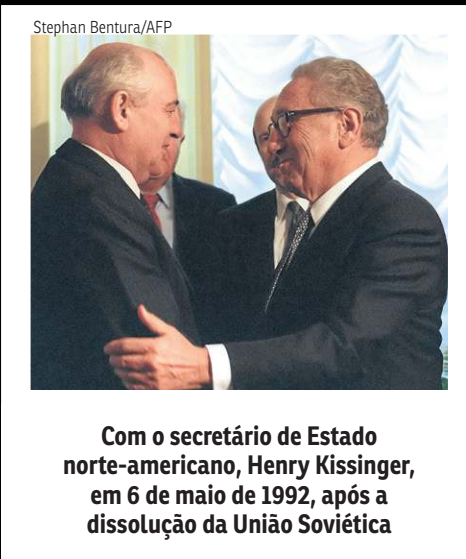 Stephan Bentura/AFP
Com o secretário de Estado
norte-americano, Henry Kissinger,
em 6 de maio de 1992, após a
dissolução da União Soviética